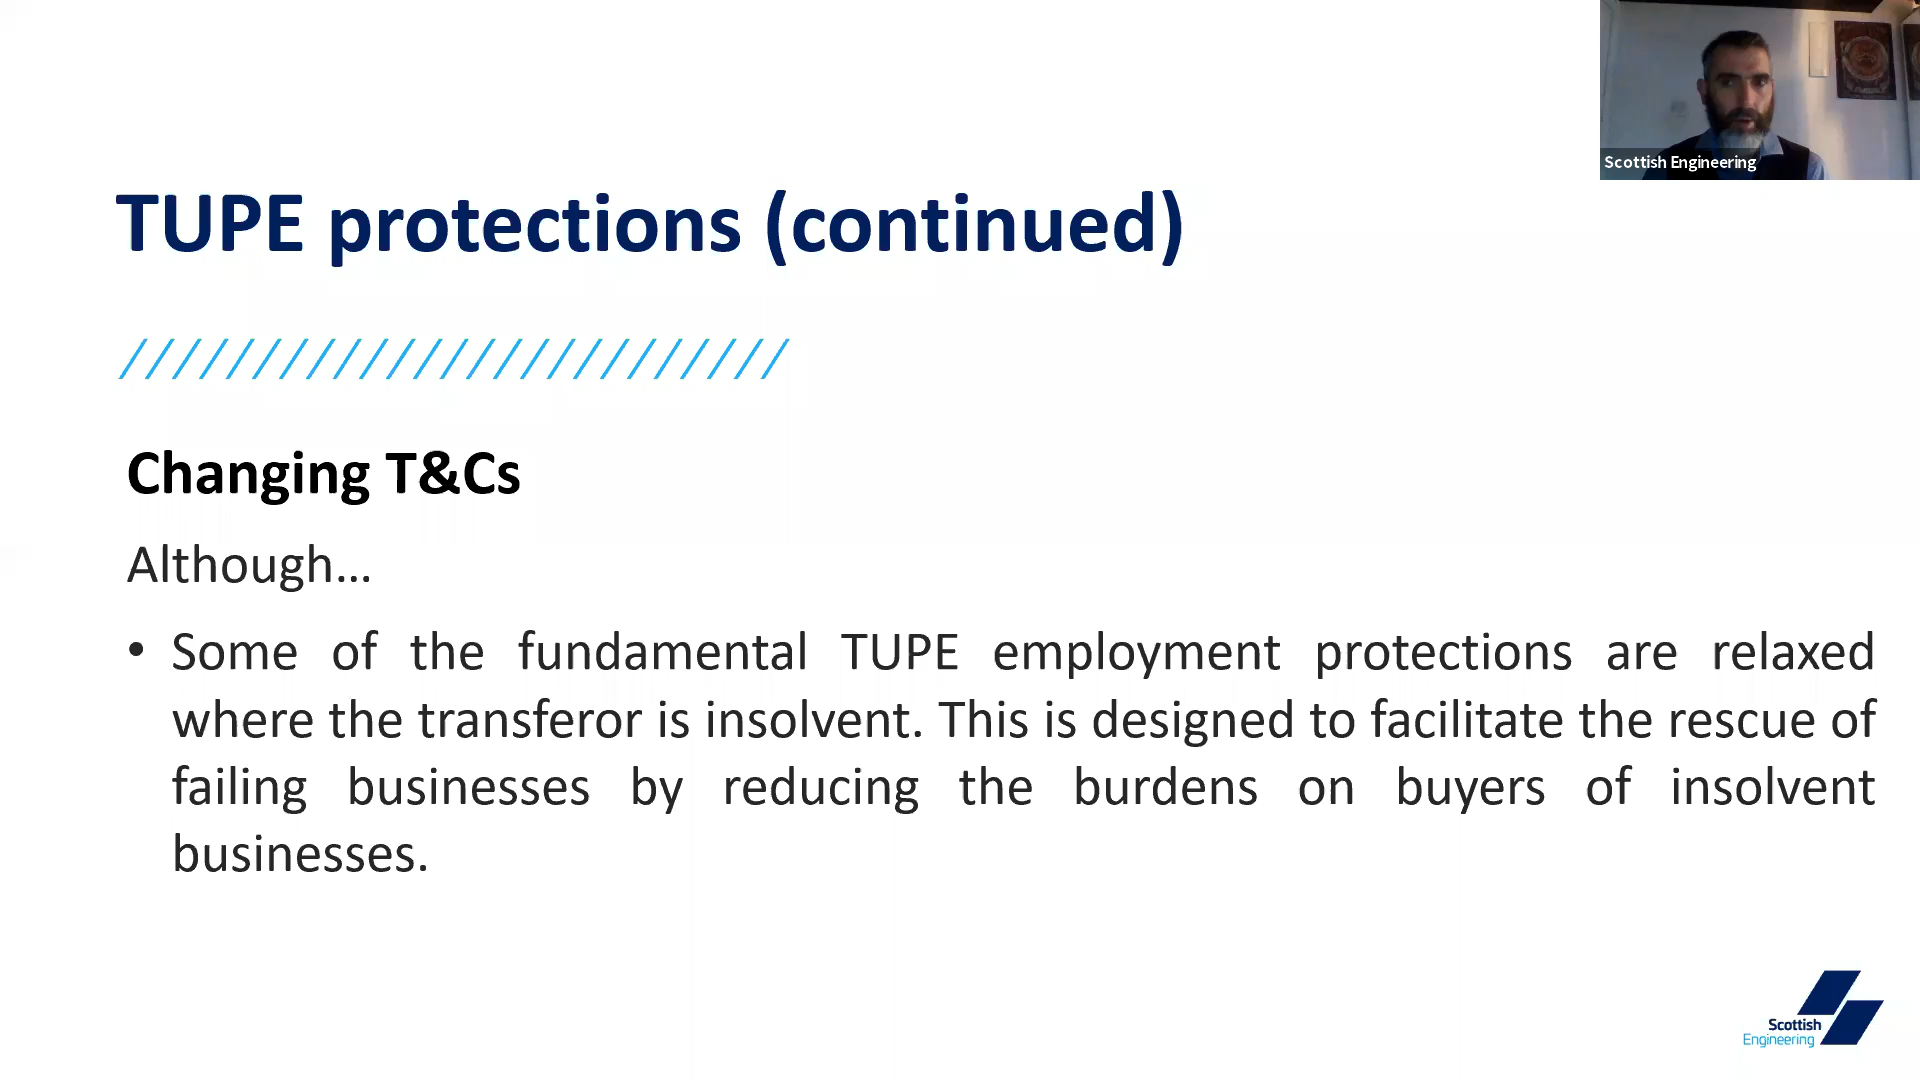 Scottish Engineering
TUPE protections (continued)
////////////////////////​/
Changing T&Cs
Although...
• Some of the fundamental TUPE employment protections are relaxed
where the transferor is insolvent. This is designed to facilitate the rescue of
failing businesses by reducing the burdens on buyers of insolvent
businesses.
Scottish
Engineering